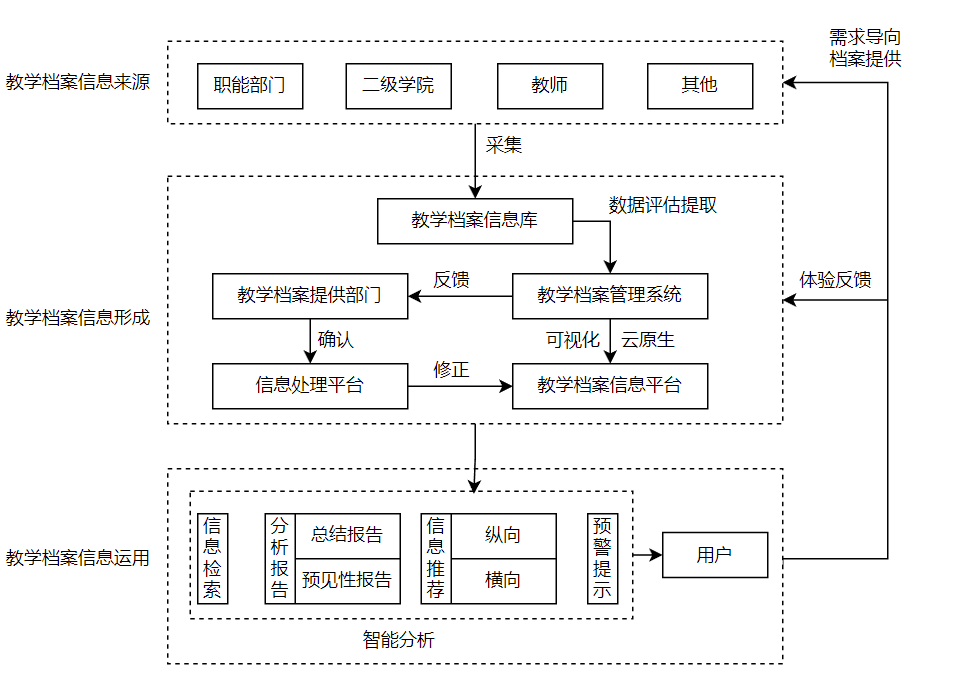 需求导向
档案提供
教学档案信息来源
职能部门
二级学院
教师
其他
采集
教学档案信息库
数据评估提取
教学档案信息形成
教学档案提供部门
反馈
教学档案管理系统
体验反馈
确认
可视化
云原生
信息处理平台
修正
教学档案信息平台
教学档案信息运用
信息检索
分析报告
总结报告
预见性报告
信息推荐
纵向
横向
预警提示
用户
智能分析